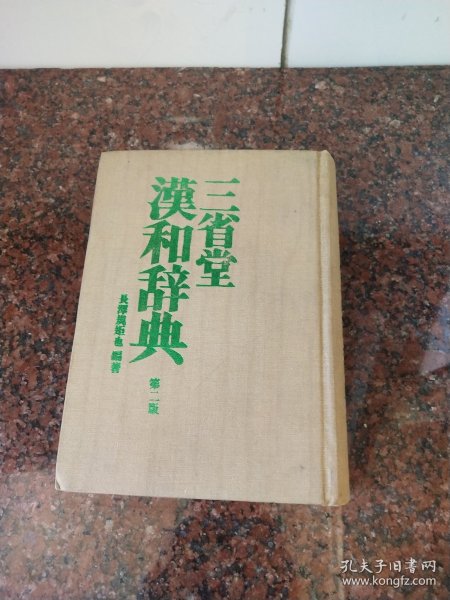 三省堂
漢和辞典
第二版
長澤規矩也 編著
孔夫子旧书网
www.kongfz.com